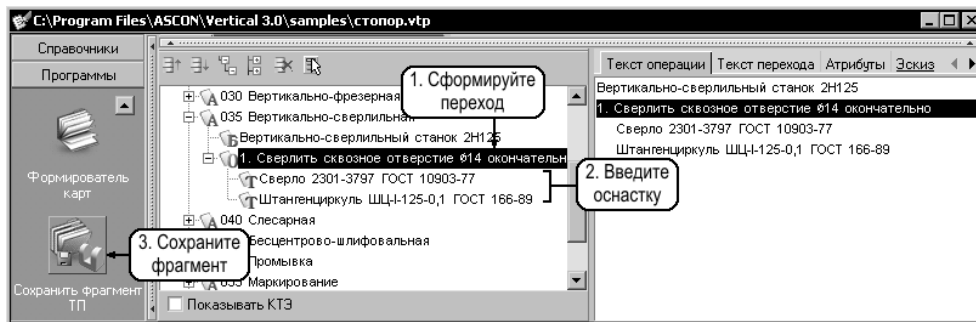 C:\Program Files\ASCON\Vertical 3.0\samples\стопор.vtp
Справочники
Программы
Формирователь
карт
Сохранить фрагмент
ТП
1. Сформируйте
переход
2. Введите
оснастку
3. Сохраните
фрагмент
030 Вертикально-фрезерная
035 Вертикально-сверлильная
Вертикально-сверлильный станок 2Н125
1. Сверлить сквозное отверстие ø14 окончательн
Сверло 2301-3797 ГОСТ 10903-77
Штангенциркуль ШЦ-I-125-0,1 ГОСТ 166-89
040 Слесарная
Бесцентрово-шлифовальная
Промывка
055 Маркирование
Показывать КТЭ
Текст операции Текст перехода Атрибуты Эскиз
Вертикально-сверлильный станок 2Н125
1. Сверлить сквозное отверстие ø14 окончательно
Сверло 2301-3797 ГОСТ 10903-77
Штангенциркуль ШЦ-I-125-0,1 ГОСТ 166-89